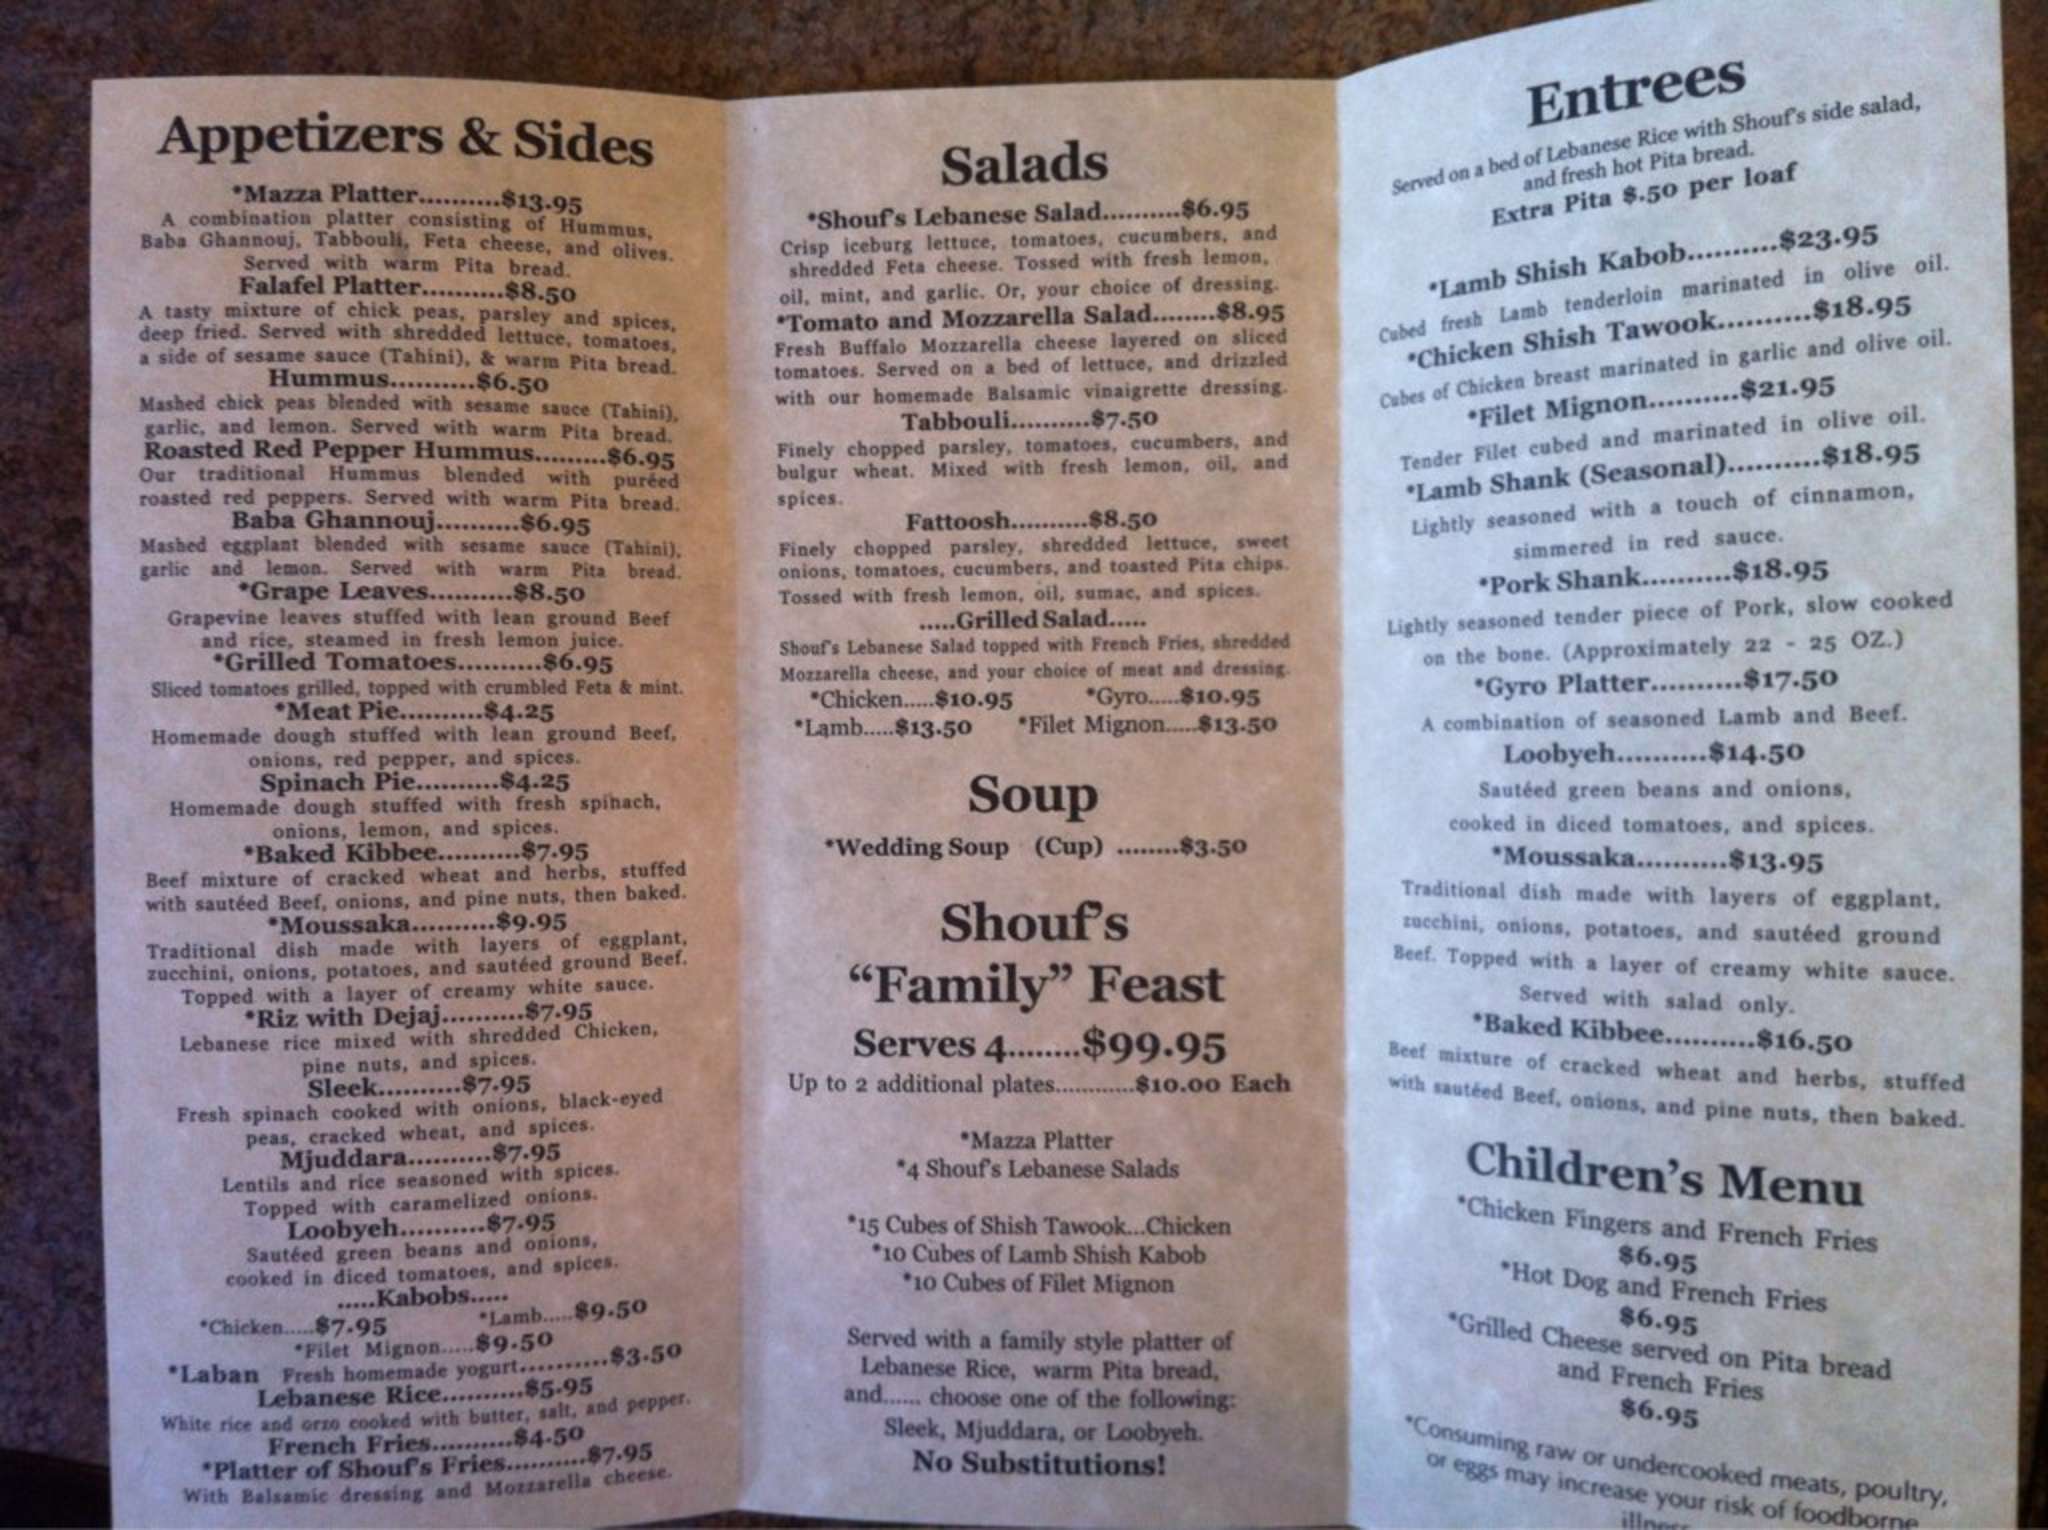 Appetizers & Sides
*Mazza Platter..........$13.95
A combination platter consisting of Hummus,
Baba Ghannouj, Tabbouli, Feta cheese, and olives.
Served with warm Pita bread.
Falafel Platter..........$8.50
A tasty mixture of chick peas, parsley and spices,
deep fried. Served with shredded lettuce, tomatoes,
a side of sesame sauce (Tahini), & warm Pita bread.
Hummus..........$6.50
Mashed chick peas blended with sesame sauce (Tahini),
garlic, and lemon. Served with warm Pita bread.
Roasted Red Pepper Hummus.........$6.95
Our traditional Hummus blended with puréed
roasted red peppers. Served with warm Pita bread.
Baba Ghannouj..........$6.95
Mashed eggplant blended with sesame sauce (Tahini),
garlic and lemon. Served with warm Pita bread.
*Grape Leaves..........$8.50
Grapevine leaves stuffed with lean ground Beef
and rice, steamed in fresh lemon juice.
*Grilled Tomatoes..........$6.95
Sliced tomatoes grilled, topped with crumbled Feta & mint.
*Meat Pie..........$4.25
Homemade dough stuffed with lean ground Beef,
onions, red pepper, and spices.
Spinach Pie..........$4.25
Homemade dough stuffed with fresh spinach,
onions, lemon, and spices.
*Baked Kibbee..........$7.95
Beef mixture of cracked wheat and herbs, stuffed
with sautéed Beef, onions, and pine nuts, then baked.
*Moussaka..........$9.95
Traditional dish made with layers of eggplant,
zucchini, onions, potatoes, and sautéed ground Beef.
Topped with a layer of creamy white sauce.
*Riz with Dejaj..........$7.95
Lebanese rice mixed with shredded Chicken,
pine nuts, and spices.
Sleek..........$7.95
Fresh spinach cooked with onions, black-eyed
peas, cracked wheat, and spices.
Mjuddara..........$7.95
Lentils and rice seasoned with spices.
Topped with caramelized onions.
Loobyeh..........$7.95
Sautéed green beans and onions,
cooked in diced tomatoes, and spices.
.....Kabobs.....
*Chicken.....$7.95 *Lamb.....$9.50
*Filet Mignon.....$9.50
*Laban Fresh homemade yogurt..........$3.50
Lebanese Rice..........$5.95
White rice and orzo cooked with butter, salt, and pepper.
French Fries..........$4.50
*Platter of Shouf's Fries..........$7.95
With Balsamic dressing and Mozzarella cheese.
Salads
*Shouf's Lebanese Salad..........$6.95
Crisp iceburg lettuce, tomatoes, cucumbers, and
shredded Feta cheese. Tossed with fresh lemon,
oil, mint, and garlic. Or, your choice of dressing.
*Tomato and Mozzarella Salad........$8.95
Fresh Buffalo Mozzarella cheese layered on sliced
tomatoes. Served on a bed of lettuce, and drizzled
with our homemade Balsamic vinaigrette dressing.
Tabbouli..........$7.50
Finely chopped parsley, tomatoes, cucumbers, and
bulgur wheat. Mixed with fresh lemon, oil, and
spices.
Fattoosh..........$8.50
Finely chopped parsley, shredded lettuce, sweet
onions, tomatoes, cucumbers, and toasted Pita chips.
Tossed with fresh lemon, oil, sumac, and spices.
.....Grilled Salad.....
Shouf's Lebanese Salad topped with French Fries, shredded
Mozzarella cheese, and your choice of meat and dressing.
*Chicken.....$10.95 *Gyro.....$10.95
*Lamb.....$13.50 *Filet Mignon.....$13.50
Soup
*Wedding Soup (Cup) ........$3.50
Shouf's
“Family” Feast
Serves 4........$99.95
Up to 2 additional plates............$10.00 Each
*Mazza Platter
*4 Shouf's Lebanese Salads
*15 Cubes of Shish Tawook...Chicken
*10 Cubes of Lamb Shish Kabob
*10 Cubes of Filet Mignon
Served with a family style platter of
Lebanese Rice, warm Pita bread,
and...... choose one of the following:
Sleek, Mjuddara, or Loobyeh.
No Substitutions!
Entrees
Served on a bed of Lebanese Rice with Shouf's side salad,
and fresh hot Pita bread.
Extra Pita $.50 per loaf
*Lamb Shish Kabob..........$23.95
Cubed fresh Lamb tenderloin marinated in olive oil.
*Chicken Shish Tawook..........$18.95
Cubes of Chicken breast marinated in garlic and olive oil.
*Filet Mignon..........$21.95
Tender Filet cubed and marinated in olive oil.
*Lamb Shank (Seasonal)..........$18.95
Lightly seasoned with a touch of cinnamon,
simmered in red sauce.
*Pork Shank..........$18.95
Lightly seasoned tender piece of Pork, slow cooked
on the bone. (Approximately 22 - 25 OZ.)
*Gyro Platter..........$17.50
A combination of seasoned Lamb and Beef.
Loobyeh..........$14.50
Sautéed green beans and onions,
cooked in diced tomatoes, and spices.
*Moussaka..........$13.95
Traditional dish made with layers of eggplant,
zucchini, onions, potatoes, and sautéed ground
Beef. Topped with a layer of creamy white sauce.
Served with salad only.
*Baked Kibbee..........$16.50
Beef mixture of cracked wheat and herbs, stuffed
with sautéed Beef, onions, and pine nuts, then baked.
Children's Menu
*Chicken Fingers and French Fries
$6.95
*Hot Dog and French Fries
$6.95
*Grilled Cheese served on Pita bread
and French Fries
$6.95
*Consuming raw or undercooked meats, poultry,
or eggs may increase your risk of foodborne